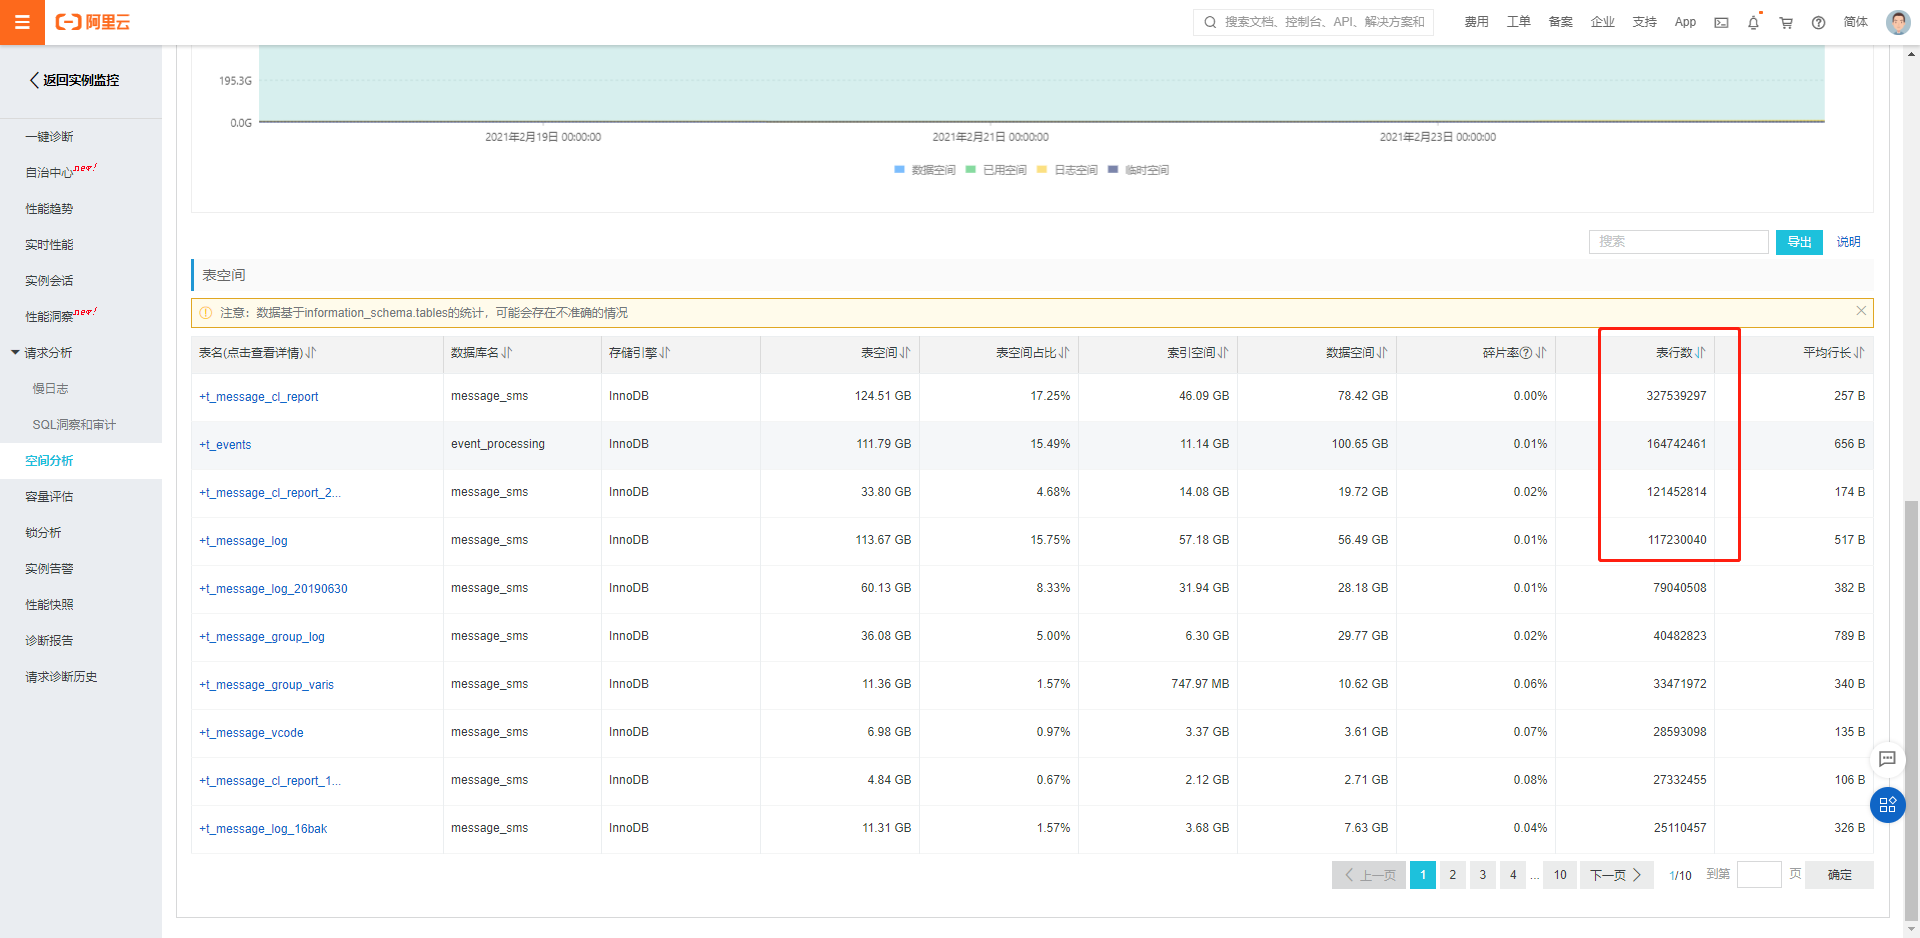 阿里云
搜索文档、控制台、API、解决方案和
费用 工单 备案 企业 支持 App 简体
返回实例监控
一键诊断
自治中心new!
性能趋势
实时性能
实例会话
性能洞察new!
请求分析
慢日志
SQL洞察和审计
空间分析
容量评估
锁分析
实例告警
性能快照
诊断报告
请求诊断历史
195.3G
0.0G
2021年2月19日 00:00:00 2021年2月21日 00:00:00 2021年2月23日 00:00:00
数据空间 已用空间 日志空间 临时空间
搜索 导出 说明
表空间
注意：数据基于information_schema.tables的统计，可能会存在不准确的情况
表名(点击查看详情) 数据库名 存储引擎 表空间 表空间占比 索引空间 数据空间 碎片率 表行数 平均行长
+t_message_cl_report message_sms InnoDB 124.51 GB 17.25% 46.09 GB 78.42 GB 0.00% 327539297 257 B
+t_events event_processing InnoDB 111.79 GB 15.49% 11.14 GB 100.65 GB 0.01% 164742461 656 B
+t_message_cl_report_2... message_sms InnoDB 33.80 GB 4.68% 14.08 GB 19.72 GB 0.02% 121452814 174 B
+t_message_log message_sms InnoDB 113.67 GB 15.75% 57.18 GB 56.49 GB 0.01% 117230040 517 B
+t_message_log_20190630 message_sms InnoDB 60.13 GB 8.33% 31.94 GB 28.18 GB 0.01% 79040508 382 B
+t_message_group_log message_sms InnoDB 36.08 GB 5.00% 6.30 GB 29.77 GB 0.02% 40482823 789 B
+t_message_group_varis message_sms InnoDB 11.36 GB 1.57% 747.97 MB 10.62 GB 0.06% 33471972 340 B
+t_message_vcode message_sms InnoDB 6.98 GB 0.97% 3.37 GB 3.61 GB 0.07% 28593098 135 B
+t_message_cl_report_1... message_sms InnoDB 4.84 GB 0.67% 2.12 GB 2.71 GB 0.08% 27332455 106 B
+t_message_log_16bak message_sms InnoDB 11.31 GB 1.57% 3.68 GB 7.63 GB 0.04% 25110457 326 B
上一页 1 2 3 4 ... 10 下一页 1/10 到第 页 确定